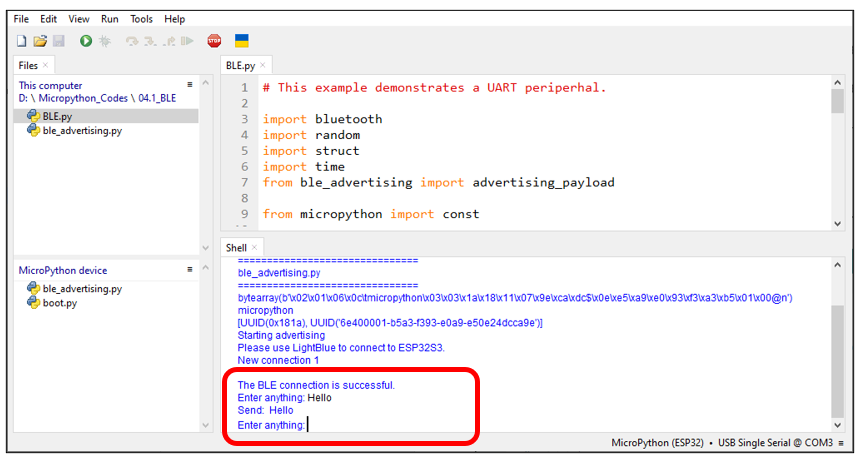 File Edit View Run Tools Help
STOP
Files ×
This computer ≡
D: \ Micropython_Codes \ 04.1_BLE
BLE.py
ble_advertising.py
MicroPython device ≡
ble_advertising.py
boot.py
BLE.py ×
1 # This example demonstrates a UART periperhal.
2
3 import bluetooth
4 import random
5 import struct
6 import time
7 from ble_advertising import advertising_payload
8
9 from micropython import const
Shell ×
==============================
ble_advertising.py
==============================
bytearray(b'\x02\x01\x06\x0c\tmicropython\x03\x03\x1a\x18\x11\x07\x9e\xca\xdc$\x0e\xe5\xa9\xe0\x93\xf3\xa3\xb5\x01\x00@n')
micropython
[UUID(0x181a), UUID('6e400001-b5a3-f393-e0a9-e50e24dcca9e')]
Starting advertising
Please use LightBlue to connect to ESP32S3.
New connection 1
The BLE connection is successful.
Enter anything: Hello
Send: Hello
Enter anything:
MicroPython (ESP32) • USB Single Serial @ COM3 ≡